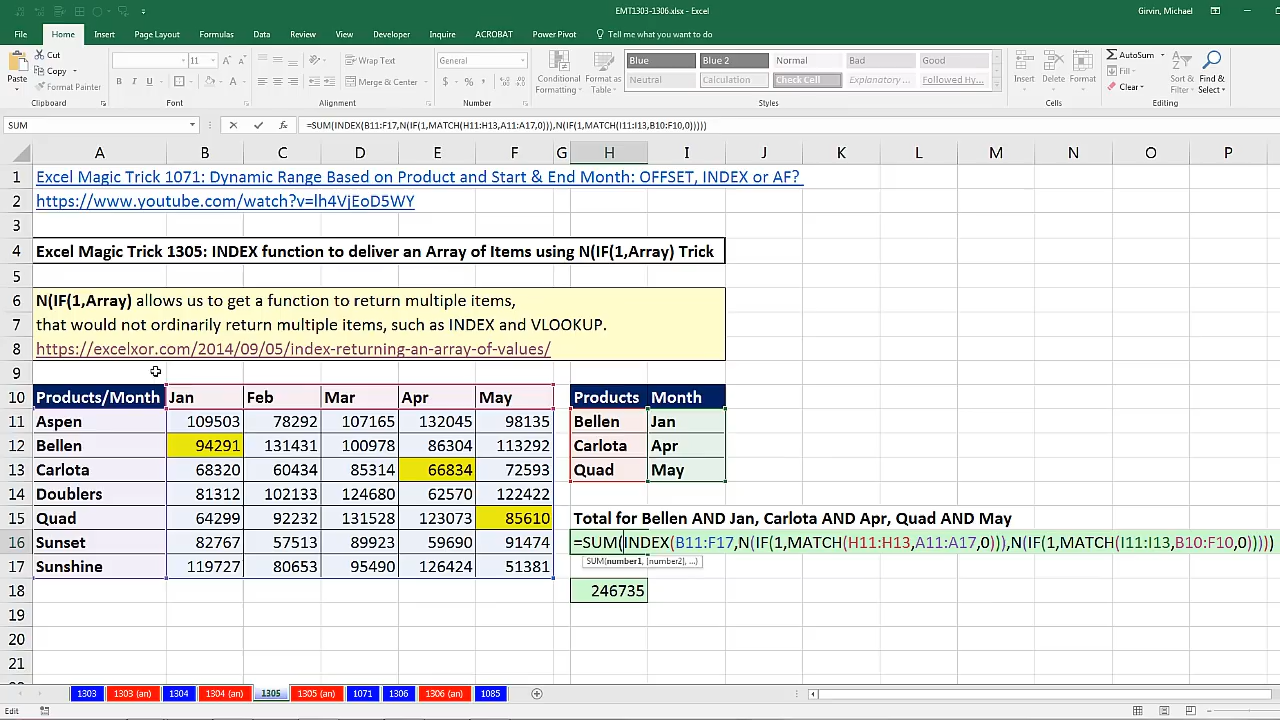 EMT1303-1306.xlsx - Excel
Girvin, Michael
File Home Insert Page Layout Formulas Data Review View Developer Inquire ACROBAT Power Pivot Tell me what you want to do
Paste
Cut
Copy
Format Painter
Clipboard
11 A A
B I U A
Font
Wrap Text
Merge & Center
Alignment
General
$ % ,
Number
Conditional Formatting
Format as Table
Blue Blue 2 Normal Bad Good
Neutral Calculation Check Cell Explanatory ... Followed Hy...
Styles
Insert Delete Format
Cells
AutoSum
Fill
Clear
Sort & Filter
Find & Select
Editing
SUM fx =SUM(INDEX(B11:F17,N(IF(1,MATCH(H11:H13,A11:A17,0))),N(IF(1,MATCH(I11:I13,B10:F10,0)))))
A B C D E F G H I J K L M N O P
1 Excel Magic Trick 1071: Dynamic Range Based on Product and Start & End Month: OFFSET, INDEX or AF?
2 https://www.youtube.com/watch?v=lh4VjEoD5WY
3
4 Excel Magic Trick 1305: INDEX function to deliver an Array of Items using N(IF(1,Array) Trick
5
6 N(IF(1,Array) allows us to get a function to return multiple items,
7 that would not ordinarily return multiple items, such as INDEX and VLOOKUP.
8 https://excelxor.com/2014/09/05/index-returning-an-array-of-values/
9
10 Products/Month Jan Feb Mar Apr May Products Month
11 Aspen 109503 78292 107165 132045 98135 Bellen Jan
12 Bellen 94291 131431 100978 86304 113292 Carlota Apr
13 Carlota 68320 60434 85314 66834 72593 Quad May
14 Doublers 81312 102133 124680 62570 122422
15 Quad 64299 92232 131528 123073 85610 Total for Bellen AND Jan, Carlota AND Apr, Quad AND May
16 Sunset 82767 57513 89923 59690 91474 =SUM(INDEX(B11:F17,N(IF(1,MATCH(H11:H13,A11:A17,0))),N(IF(1,MATCH(I11:I13,B10:F10,0)))))
SUM(number1, [number2], ...)
17 Sunshine 119727 80653 95490 126424 51381
18 246735
19
20
21
1303 1303 (an) 1304 1304 (an) 1305 1305 (an) 1071 1306 1306 (an) 1085
Edit